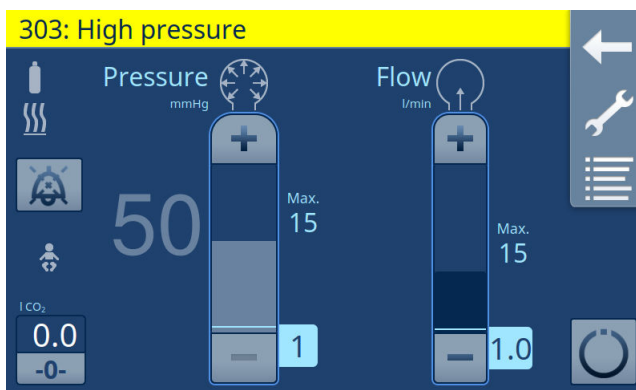 303: High pressure
Pressure
mmHg
Flow
l/min
50
Max.
15
Max.
15
I CO₂
0.0
-0-
1
1.0